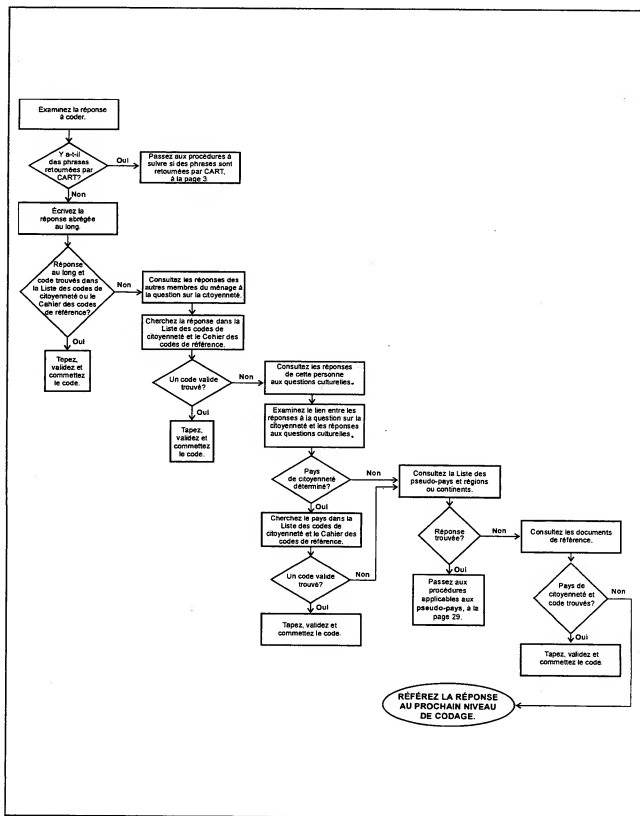 Examinez la réponse
à coder.
Y a-t-il
des phrases
retournées par
CART?
Oui
Passez aux procédures à
suivre si des phrases sont
retournées par CART,
à la page 3.
Non
Écrivez la
réponse abrégée
au long.
Réponse
au long et
code trouvés dans
la Liste des codes de
citoyenneté ou le
Cahier des codes
de référence?
Non
Consultez les réponses des
autres membres du ménage à
la question sur la citoyenneté.
Oui
Tapez,
validez et
commettez
le code.
Cherchez la réponse dans la
Liste des codes de
citoyenneté et le Cahier des
codes de référence.
Un code valide
trouvé?
Non
Consultez les réponses
de cette personne
aux questions culturelles.
Oui
Tapez,
validez et
commettez
le code.
Examinez le lien entre les
réponses à la question sur la
citoyenneté et les réponses
aux questions culturelles.
Pays
de citoyenneté
déterminé?
Non
Consultez la Liste des
pseudo-pays et régions
ou continents.
Oui
Cherchez le pays dans la
Liste des codes de
citoyenneté et le Cahier des
codes de référence.
Un code valide
trouvé?
Non
Oui
Tapez, validez et
commettez le code.
Réponse
trouvée?
Non
Consultez les documents
de référence.
Oui
Passez aux
procédures
applicables aux
pseudo-pays, à la
page 29.
Pays de
citoyenneté et
code trouvés?
Non
Oui
Tapez, validez et
commettez le code.
RÉFÉREZ LA RÉPONSE
AU PROCHAIN NIVEAU
DE CODAGE.